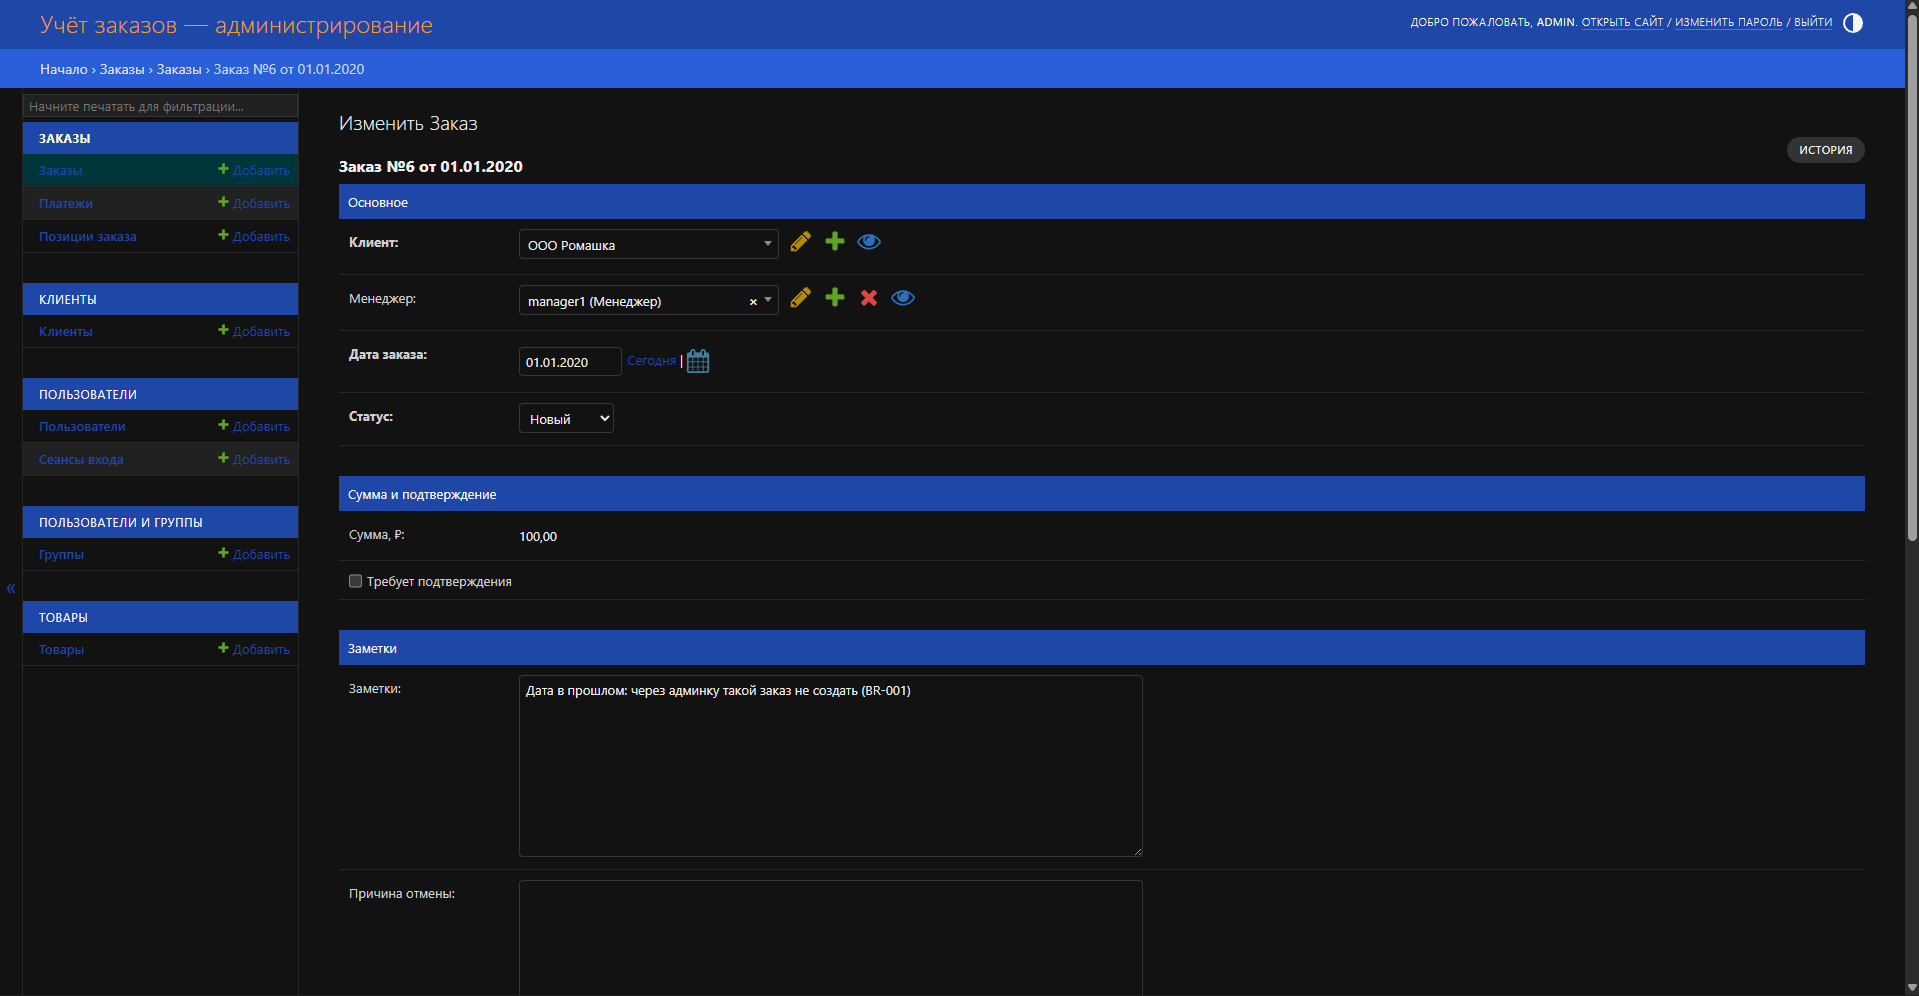 Учёт заказов — администрирование
ДОБРО ПОЖАЛОВАТЬ, ADMIN. ОТКРЫТЬ САЙТ / ИЗМЕНИТЬ ПАРОЛЬ / ВЫЙТИ
Начало › Заказы › Заказы › Заказ №6 от 01.01.2020
Начните печатать для фильтрации...
ЗАКАЗЫ
Заказы Добавить
Платежи Добавить
Позиции заказа Добавить
КЛИЕНТЫ
Клиенты Добавить
ПОЛЬЗОВАТЕЛИ
Пользователи Добавить
Сеансы входа Добавить
ПОЛЬЗОВАТЕЛИ И ГРУППЫ
Группы Добавить
«
ТОВАРЫ
Товары Добавить
Изменить Заказ
ИСТОРИЯ
Заказ №6 от 01.01.2020
Основное
Клиент: ООО Ромашка
Менеджер: manager1 (Менеджер) ×
Дата заказа: 01.01.2020 Сегодня |
Статус: Новый
Сумма и подтверждение
Сумма, ₽: 100,00
Требует подтверждения
Заметки
Заметки: Дата в прошлом: через админку такой заказ не создать (BR-001)
Причина отмены: